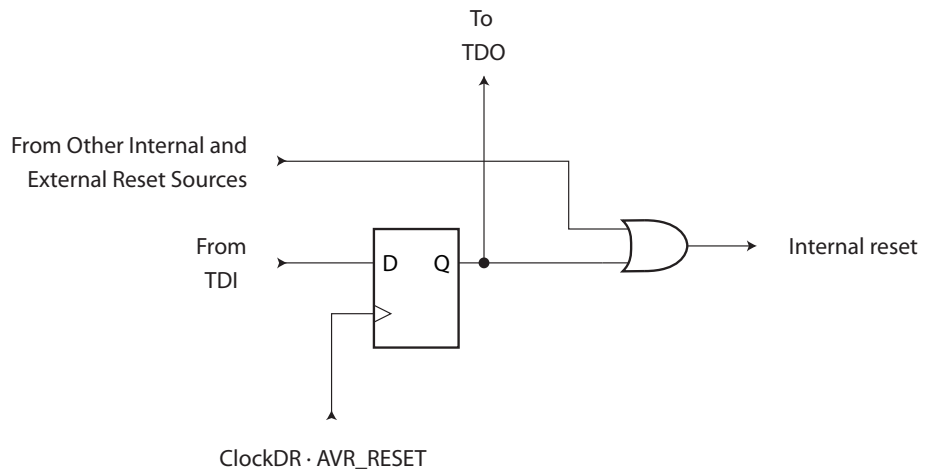 To
TDO
From Other Internal and
External Reset Sources
From
TDI
D Q
Internal reset
ClockDR · AVR_RESET